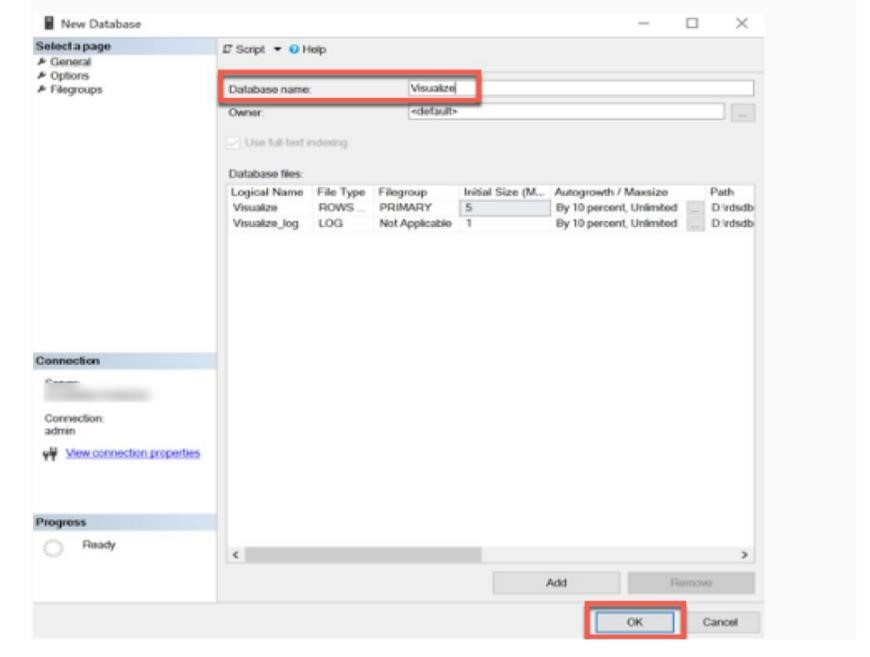 New Database
Select a page
General
Options
Filegroups
Script Help
Database name: Visualize
Owner: <default> ...
Use full-text indexing
Database files:
Logical Name File Type Filegroup Initial Size (M... Autogrowth / Maxsize Path
Visualize ROWS ... PRIMARY 5 By 10 percent, Unlimited ... D:\rdsdb
Visualize_log LOG Not Applicable 1 By 10 percent, Unlimited ... D:\rdsdb
Connection
Connection:
admin
View connection properties
Progress
Ready
Add Remove
OK Cancel